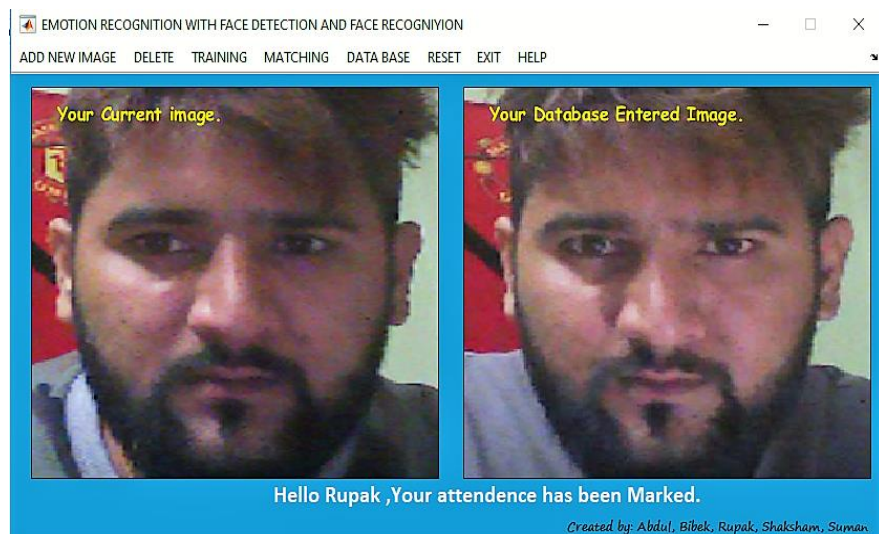 EMOTION RECOGNITION WITH FACE DETECTION AND FACE RECOGNIYION
ADD NEW IMAGE DELETE TRAINING MATCHING DATA BASE RESET EXIT HELP
Your Current image.
Your Database Entered Image.
Hello Rupak ,Your attendence has been Marked.
Created by: Abdul, Bibek, Rupak, Shaksham, Suman